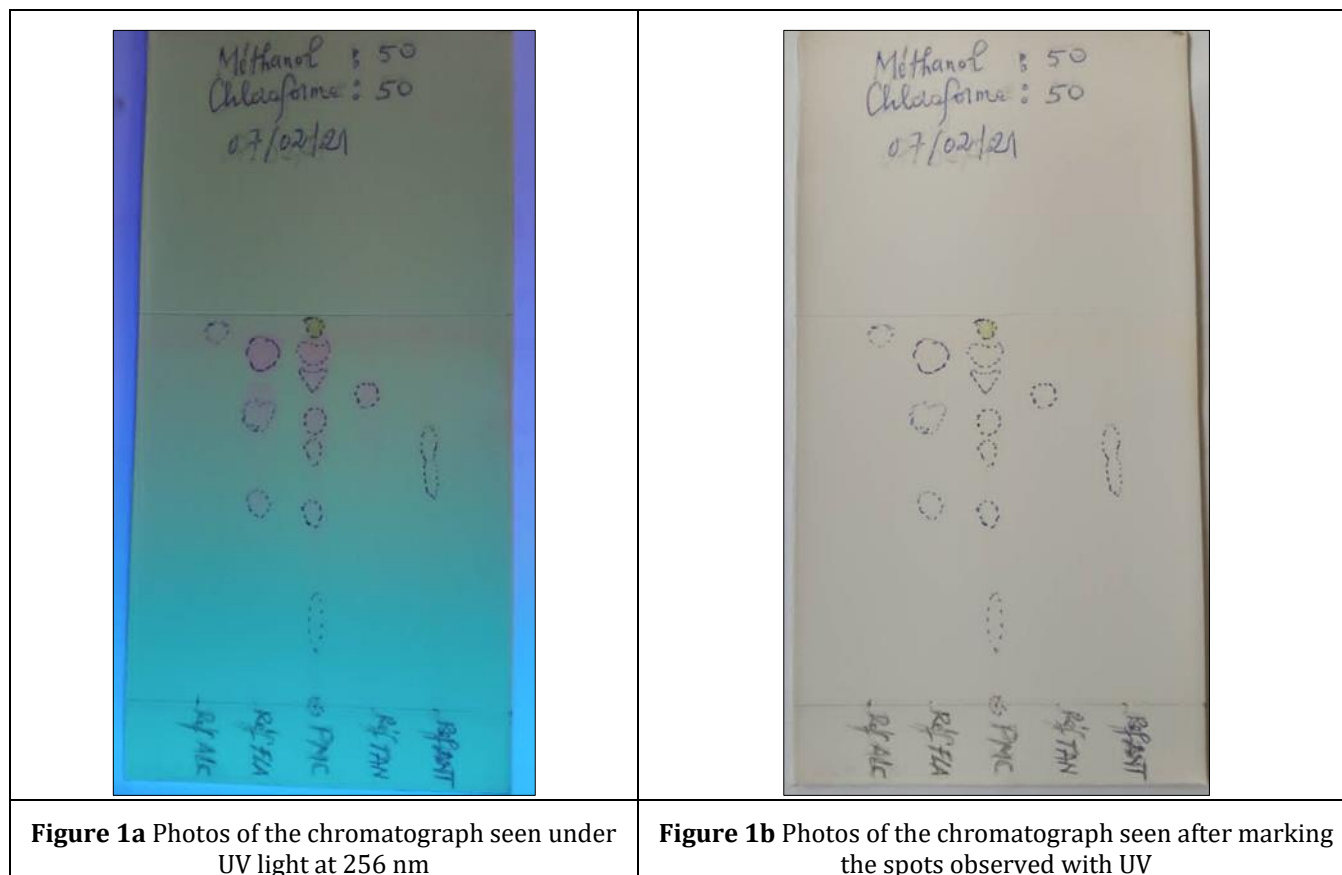 Méthanol : 50
Chloroforme : 50
07/02/21
Réf ALC
Réf FLA
PMC
Réf TAN
Réf ANT
Méthanol : 50
Chloroforme : 50
07/02/21
Réf ALC
Réf FLA
PMC
Réf TAN
Réf ANT
Figure 1a Photos of the chromatograph seen under
UV light at 256 nm
Figure 1b Photos of the chromatograph seen after marking
the spots observed with UV